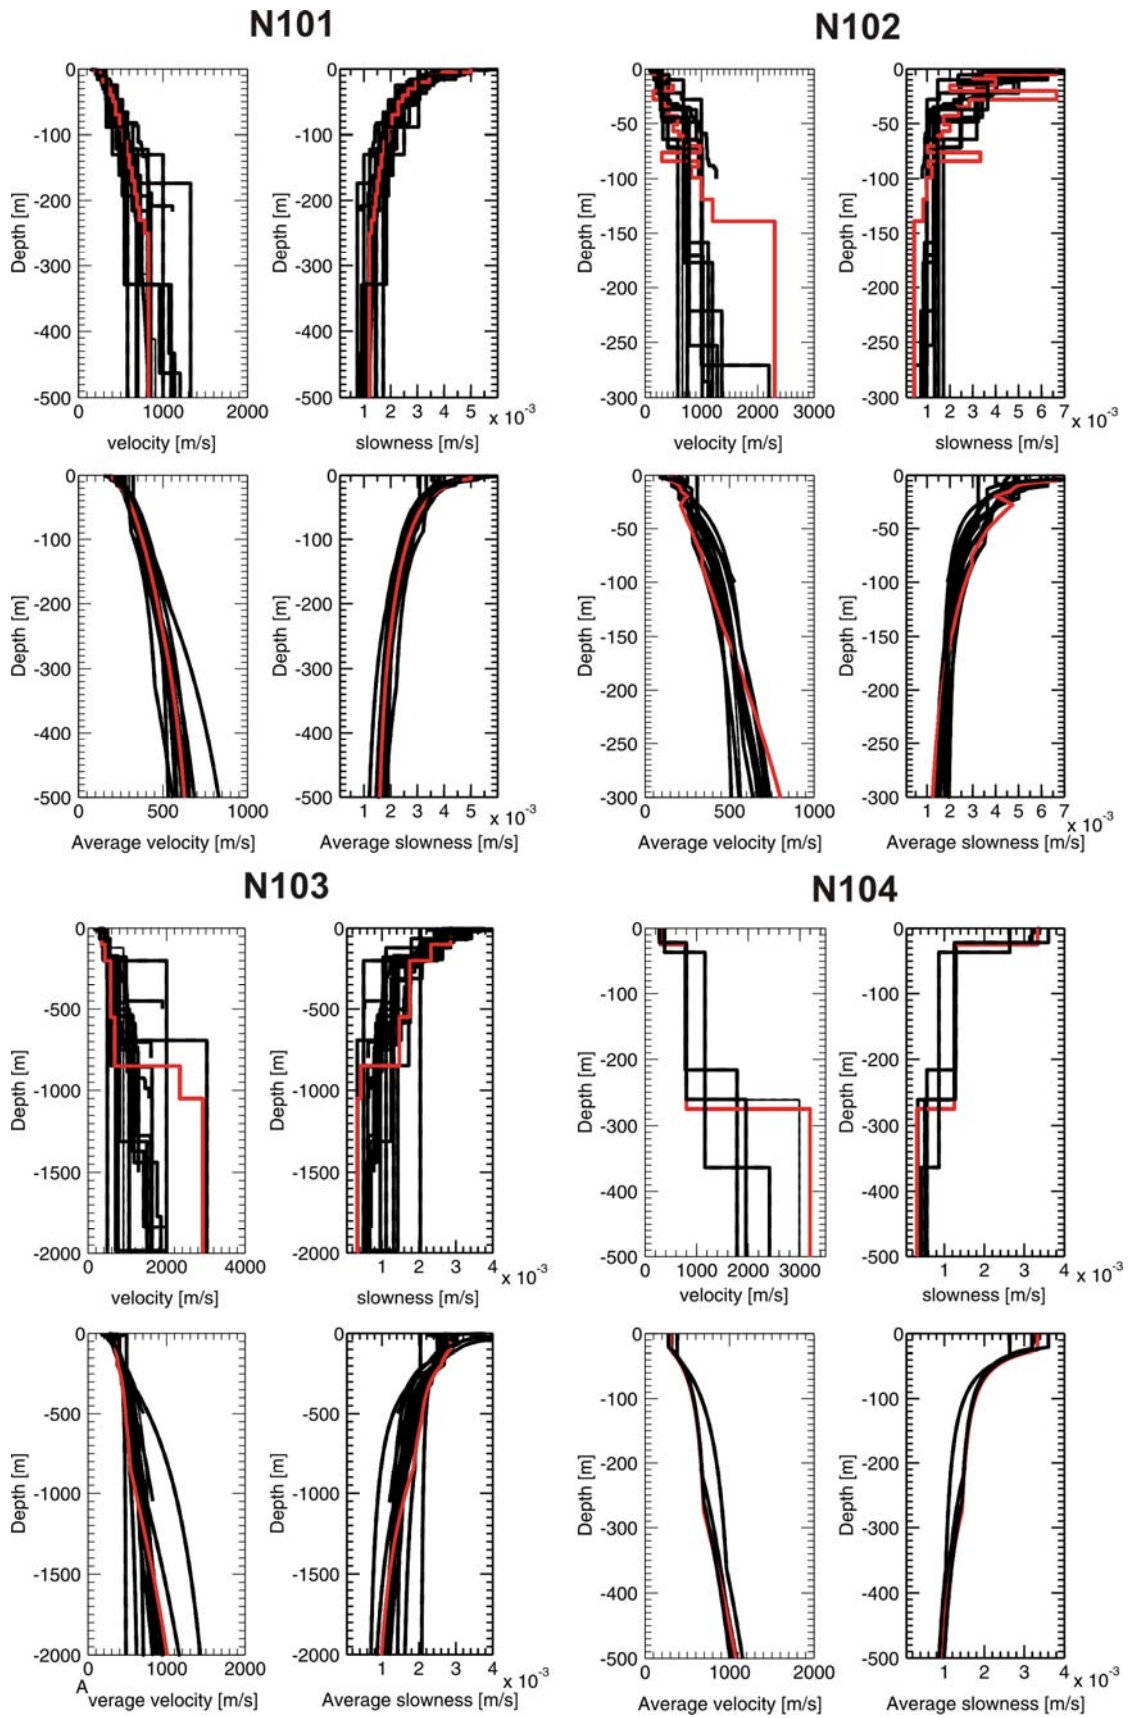 N101
N102
0
-100
-200
-300
-400
-500
Depth [m]
0 1000 2000
velocity [m/s]
0
-100
-200
-300
-400
-500
Depth [m]
1 2 3 4 5
x 10-3
slowness [m/s]
0
-50
-100
-150
-200
-250
-300
Depth [m]
0 1000 2000 3000
velocity [m/s]
0
-50
-100
-150
-200
-250
-300
Depth [m]
1 2 3 4 5 6 7
x 10-3
slowness [m/s]
0
-100
-200
-300
-400
-500
Depth [m]
0 500 1000
Average velocity [m/s]
0
-100
-200
-300
-400
-500
Depth [m]
1 2 3 4 5
x 10-3
Average slowness [m/s]
0
-50
-100
-150
-200
-250
-300
Depth [m]
0 500 1000
Average velocity [m/s]
0
-50
-100
-150
-200
-250
-300
Depth [m]
1 2 3 4 5 6 7
x 10-3
Average slowness [m/s]
N103
N104
0
-500
-1000
-1500
-2000
Depth [m]
0 2000 4000
velocity [m/s]
0
-500
-1000
-1500
-2000
Depth [m]
1 2 3 4
x 10-3
slowness [m/s]
0
-100
-200
-300
-400
-500
Depth [m]
0 1000 2000 3000
velocity [m/s]
0
-100
-200
-300
-400
-500
Depth [m]
1 2 3 4
x 10-3
slowness [m/s]
0
-500
-1000
-1500
-2000
Depth [m]
0 1000 2000
Average velocity [m/s]
0
-500
-1000
-1500
-2000
Depth [m]
1 2 3 4
x 10-3
Average slowness [m/s]
0
-100
-200
-300
-400
-500
Depth [m]
0 1000 2000
Average velocity [m/s]
0
-100
-200
-300
-400
-500
Depth [m]
1 2 3 4
x 10-3
Average slowness [m/s]